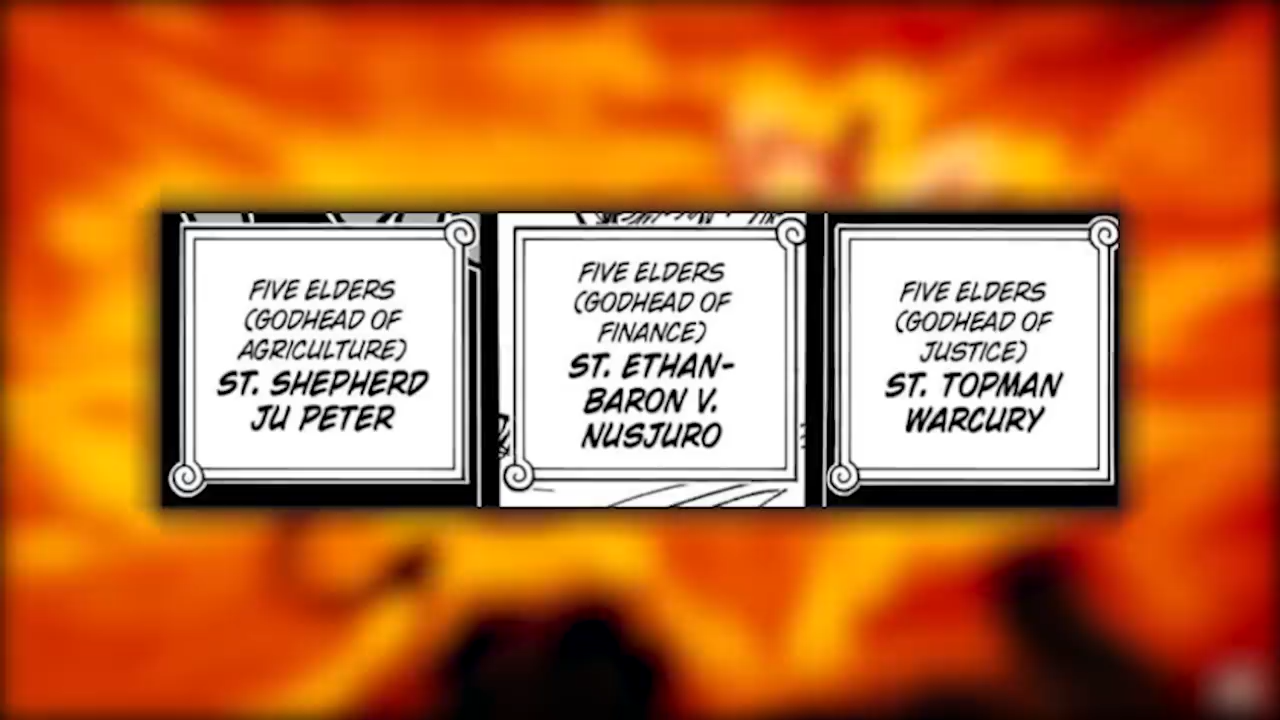 FIVE ELDERS
(GODHEAD OF
AGRICULTURE)
ST. SHEPHERD
JU PETER
FIVE ELDERS
(GODHEAD OF
FINANCE)
ST. ETHAN-
BARON V.
NUSJURO
FIVE ELDERS
(GODHEAD OF
JUSTICE)
ST. TOPMAN
WARCURY